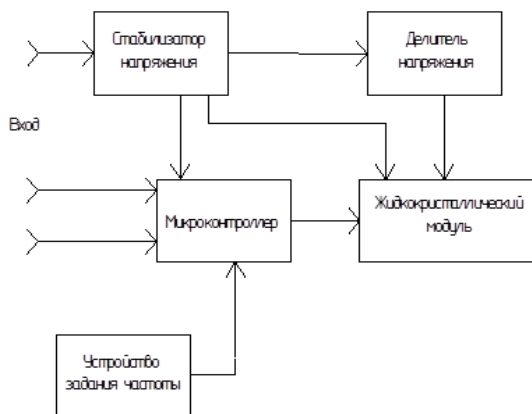 Стабилизатор
напряжения
Делитель
напряжения
Вход
Микроконтроллер
Жидкокристаллический
модуль
Устройство
задания частоты